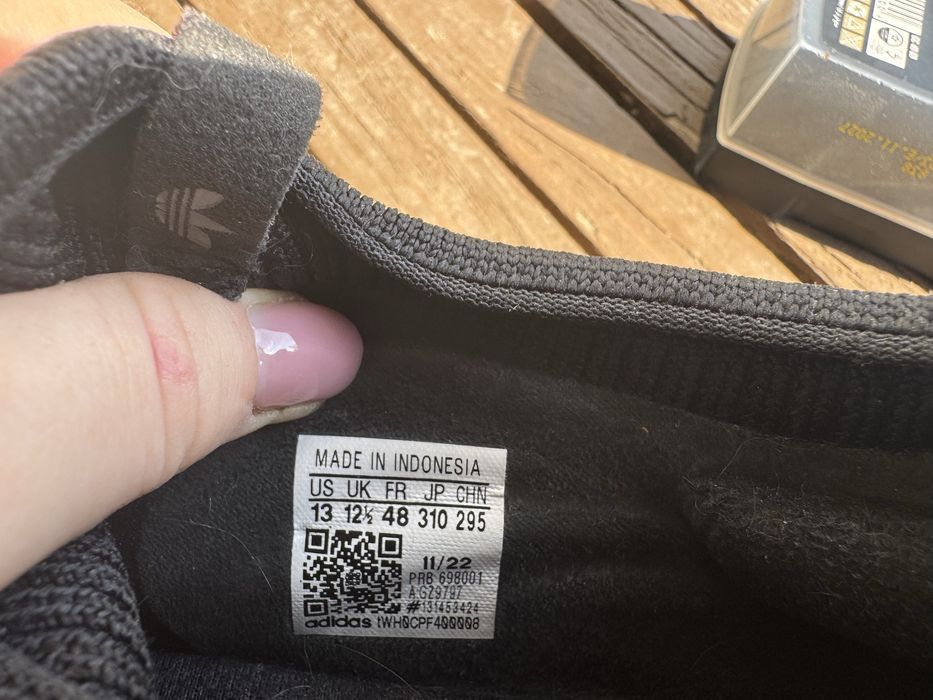 MADE IN INDONESIA
US UK FR JP CHN
13 12½ 48 310 295
11/22
PRB 698001
A.GZ9797
#131453424
adidas tWH0CPF400008